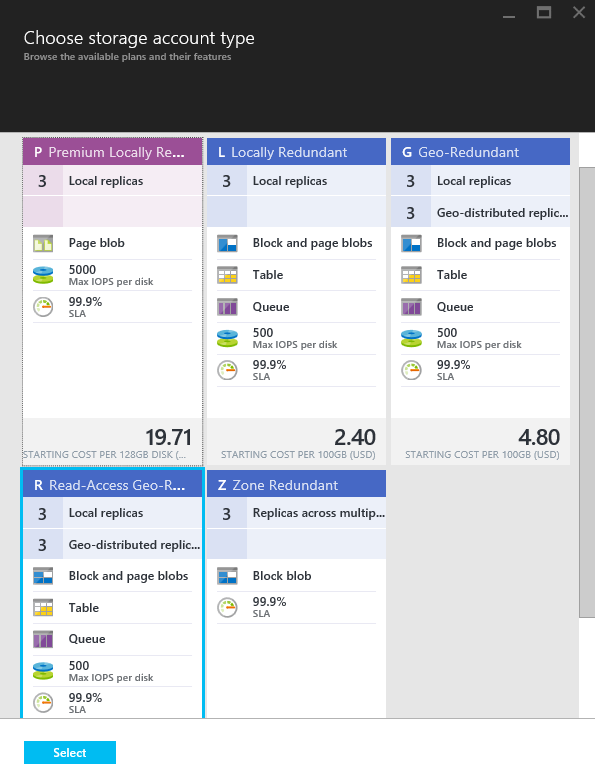 Choose storage account type
Browse the available plans and their features
P Premium Locally Re...
3 Local replicas
Page blob
5000
Max IOPS per disk
99.9%
SLA
19.71
STARTING COST PER 128GB DISK (...
L Locally Redundant
3 Local replicas
Block and page blobs
Table
Queue
500
Max IOPS per disk
99.9%
SLA
2.40
STARTING COST PER 100GB (USD)
G Geo-Redundant
3 Local replicas
3 Geo-distributed replic...
Block and page blobs
Table
Queue
500
Max IOPS per disk
99.9%
SLA
4.80
STARTING COST PER 100GB (USD)
R Read-Access Geo-R...
3 Local replicas
3 Geo-distributed replic...
Block and page blobs
Table
Queue
500
Max IOPS per disk
99.9%
SLA
Z Zone Redundant
3 Replicas across multip...
Block blob
99.9%
SLA
Select